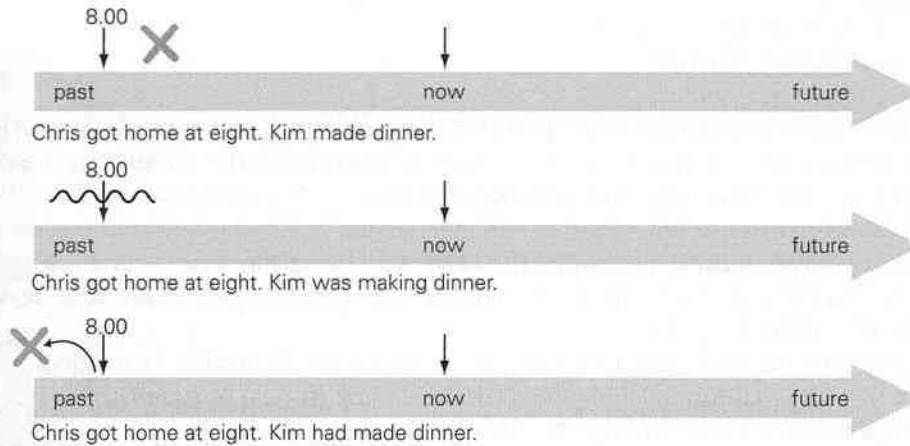 8.00
past now future
Chris got home at eight. Kim made dinner.
8.00
past now future
Chris got home at eight. Kim was making dinner.
8.00
past now future
Chris got home at eight. Kim had made dinner.